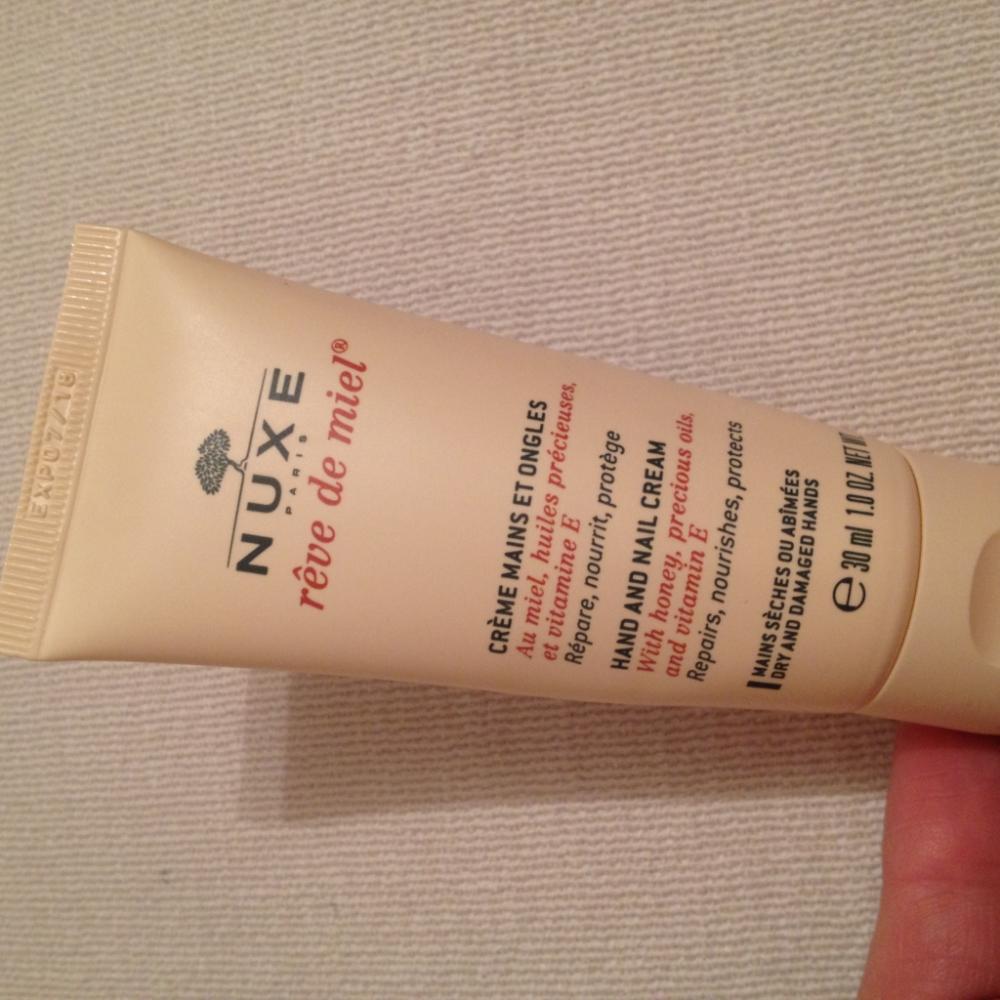 EXP07/18
NUXE
PARIS
rêve de miel®
CRÈME MAINS ET ONGLES
Au miel, huiles précieuses,
et vitamine E
Répare, nourrit, protège
HAND AND NAIL CREAM
With honey, precious oils,
and vitamin E
Repairs, nourishes, protects
MAINS SÈCHES OU ABÎMÉES
DRY AND DAMAGED HANDS
℮ 30 ml 1.0 OZ. NET